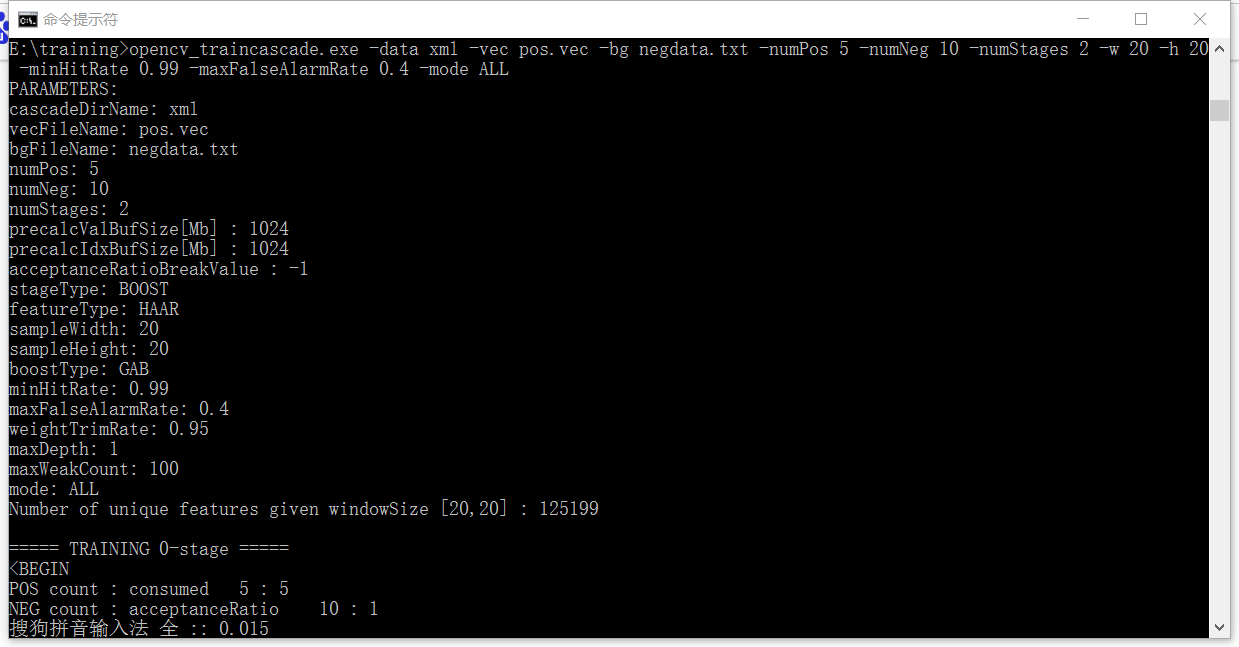 命令提示符
E:\training>opencv_traincascade.exe -data xml -vec pos.vec -bg negdata.txt -numPos 5 -numNeg 10 -numStages 2 -w 20 -h 20
-minHitRate 0.99 -maxFalseAlarmRate 0.4 -mode ALL
PARAMETERS:
cascadeDirName: xml
vecFileName: pos.vec
bgFileName: negdata.txt
numPos: 5
numNeg: 10
numStages: 2
precalcValBufSize[Mb] : 1024
precalcIdxBufSize[Mb] : 1024
acceptanceRatioBreakValue : -1
stageType: BOOST
featureType: HAAR
sampleWidth: 20
sampleHeight: 20
boostType: GAB
minHitRate: 0.99
maxFalseAlarmRate: 0.4
weightTrimRate: 0.95
maxDepth: 1
maxWeakCount: 100
mode: ALL
Number of unique features given windowSize [20,20] : 125199
===== TRAINING 0-stage =====
<BEGIN
POS count : consumed   5 : 5
NEG count : acceptanceRatio    10 : 1
搜狗拼音输入法 全 :: 0.015